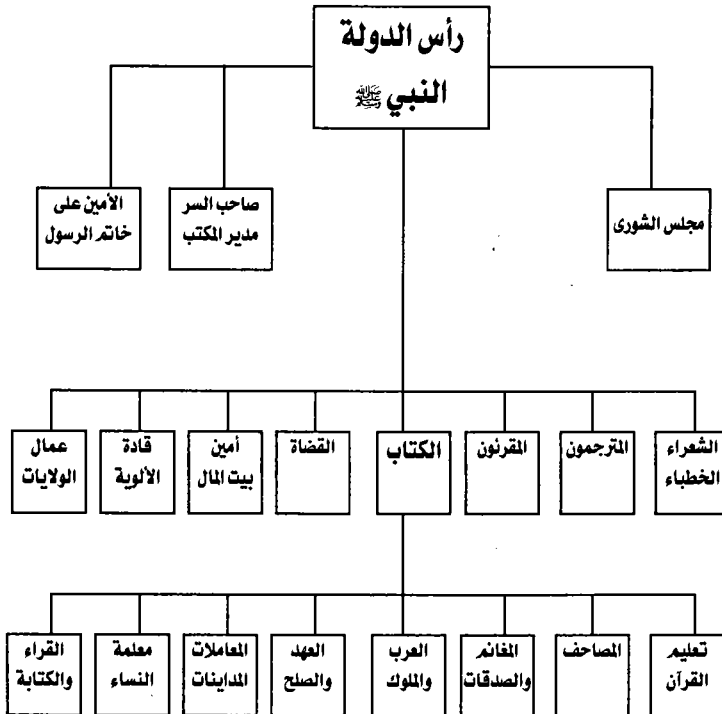 رأس الدولة
النبي ﷺ
مجلس الشورى
صاحب السر
مدير المكتب
الأمين على
خاتم الرسول
الشعراء
الخطباء
المترجمون
المقرئون
الكتاب
القضاة
أمين
بيت المال
قادة
الألوية
عمال
الولايات
تعليم
القرآن
المصاحف
المغانم
والصدقات
العرب
والملوك
العهد
والصلح
المعاملات
المداينات
معلمة
النساء
القراء
والكتابة